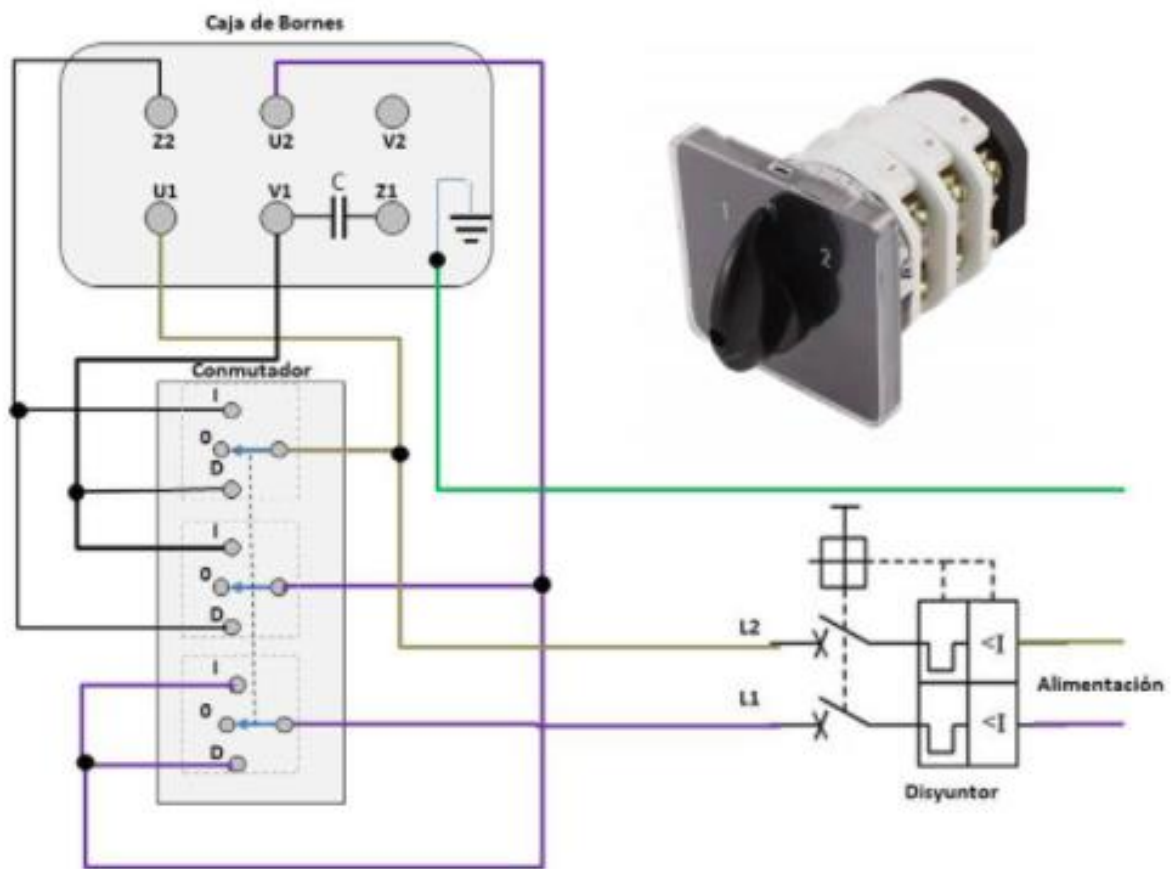 Caja de Bornes
Z2 U2 V2
U1 V1 C Z1
1 2
Conmutador
I
0
D
I
0
D
I
0
D
L2
L1
<I
<I
Alimentación
Disyuntor